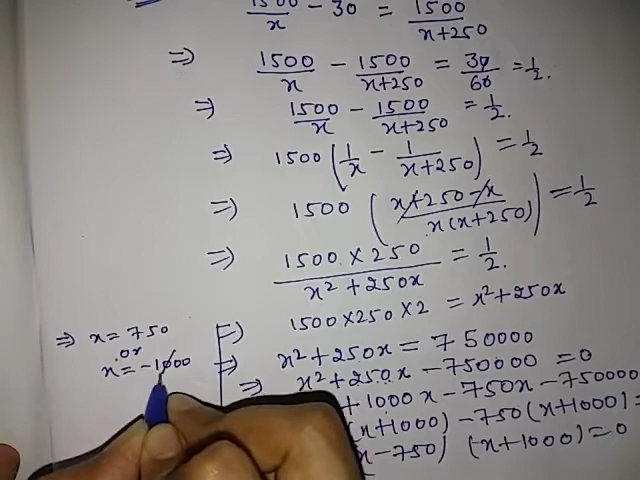 1500/x - 30 = 1500/x+250
⇒ 1500/x - 1500/x+250 = 30/60 = 1/2.
⇒ 1500/x - 1500/x+250 = 1/2.
⇒ 1500 (1/x - 1/x+250) = 1/2
⇒ 1500 (x+250-x/x(x+250)) = 1/2
⇒ 1500 × 250/x² + 250x = 1/2.
⇒ 1500×250×2 = x²+250x
⇒ x²+250x = 750000
⇒ x²+250x - 750000 = 0
+ 1000x - 750x - 750000
(x+1000) - 750(x+1000) =
x - 750) (x+1000) = 0
⇒ x = 750
or
x = -1000